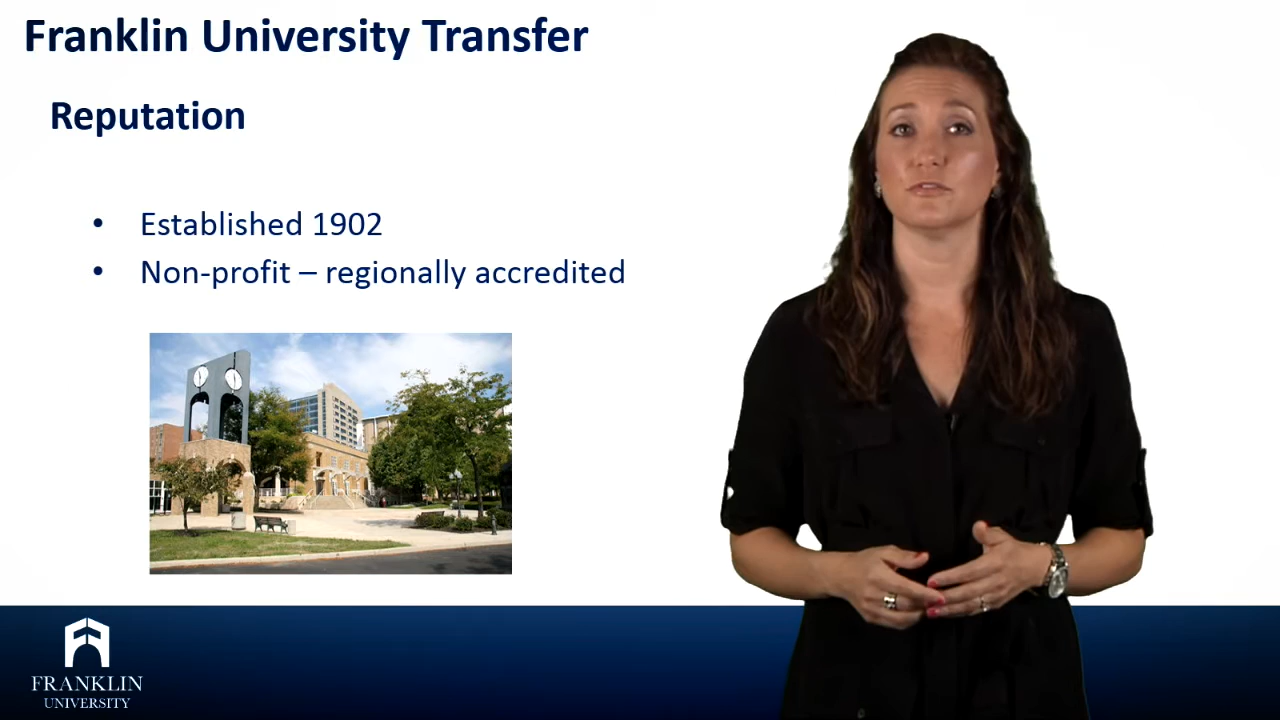 Franklin University Transfer
Reputation
• Established 1902
• Non-profit – regionally accredited
FRANKLIN
UNIVERSITY